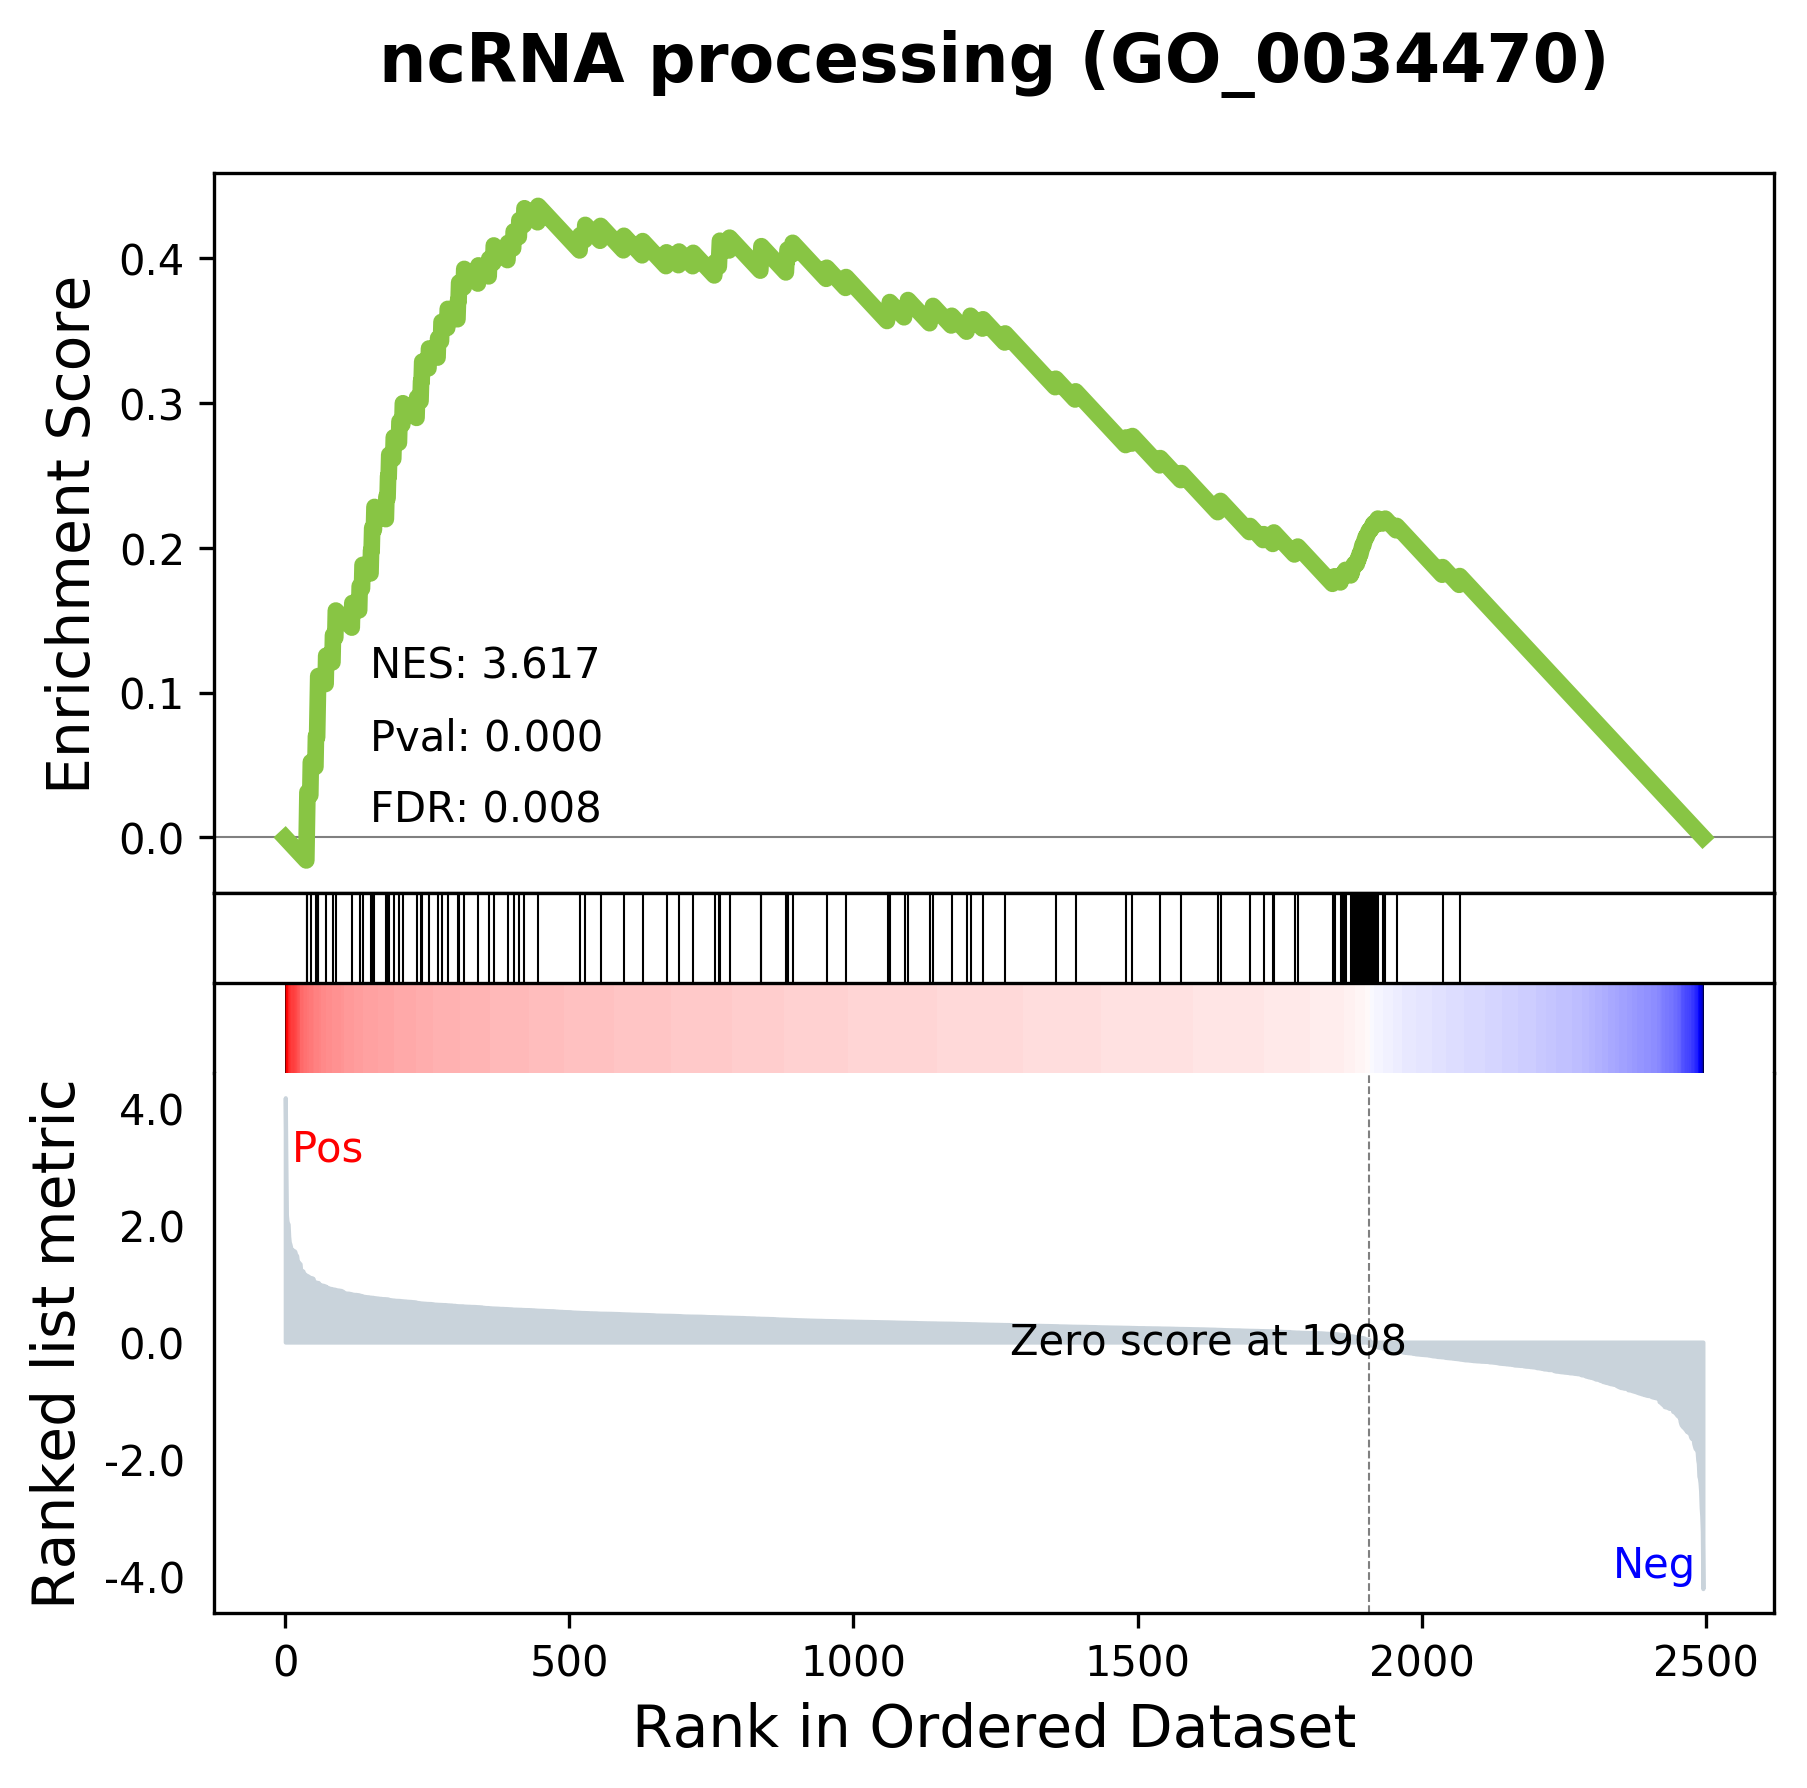 ncRNA processing (GO_0034470)
Enrichment Score
0.4
0.3
0.2
0.1
0.0
NES: 3.617
Pval: 0.000
FDR: 0.008
Ranked list metric
4.0
2.0
0.0
-2.0
-4.0
Pos
Zero score at 1908
Neg
0 500 1000 1500 2000 2500
Rank in Ordered Dataset